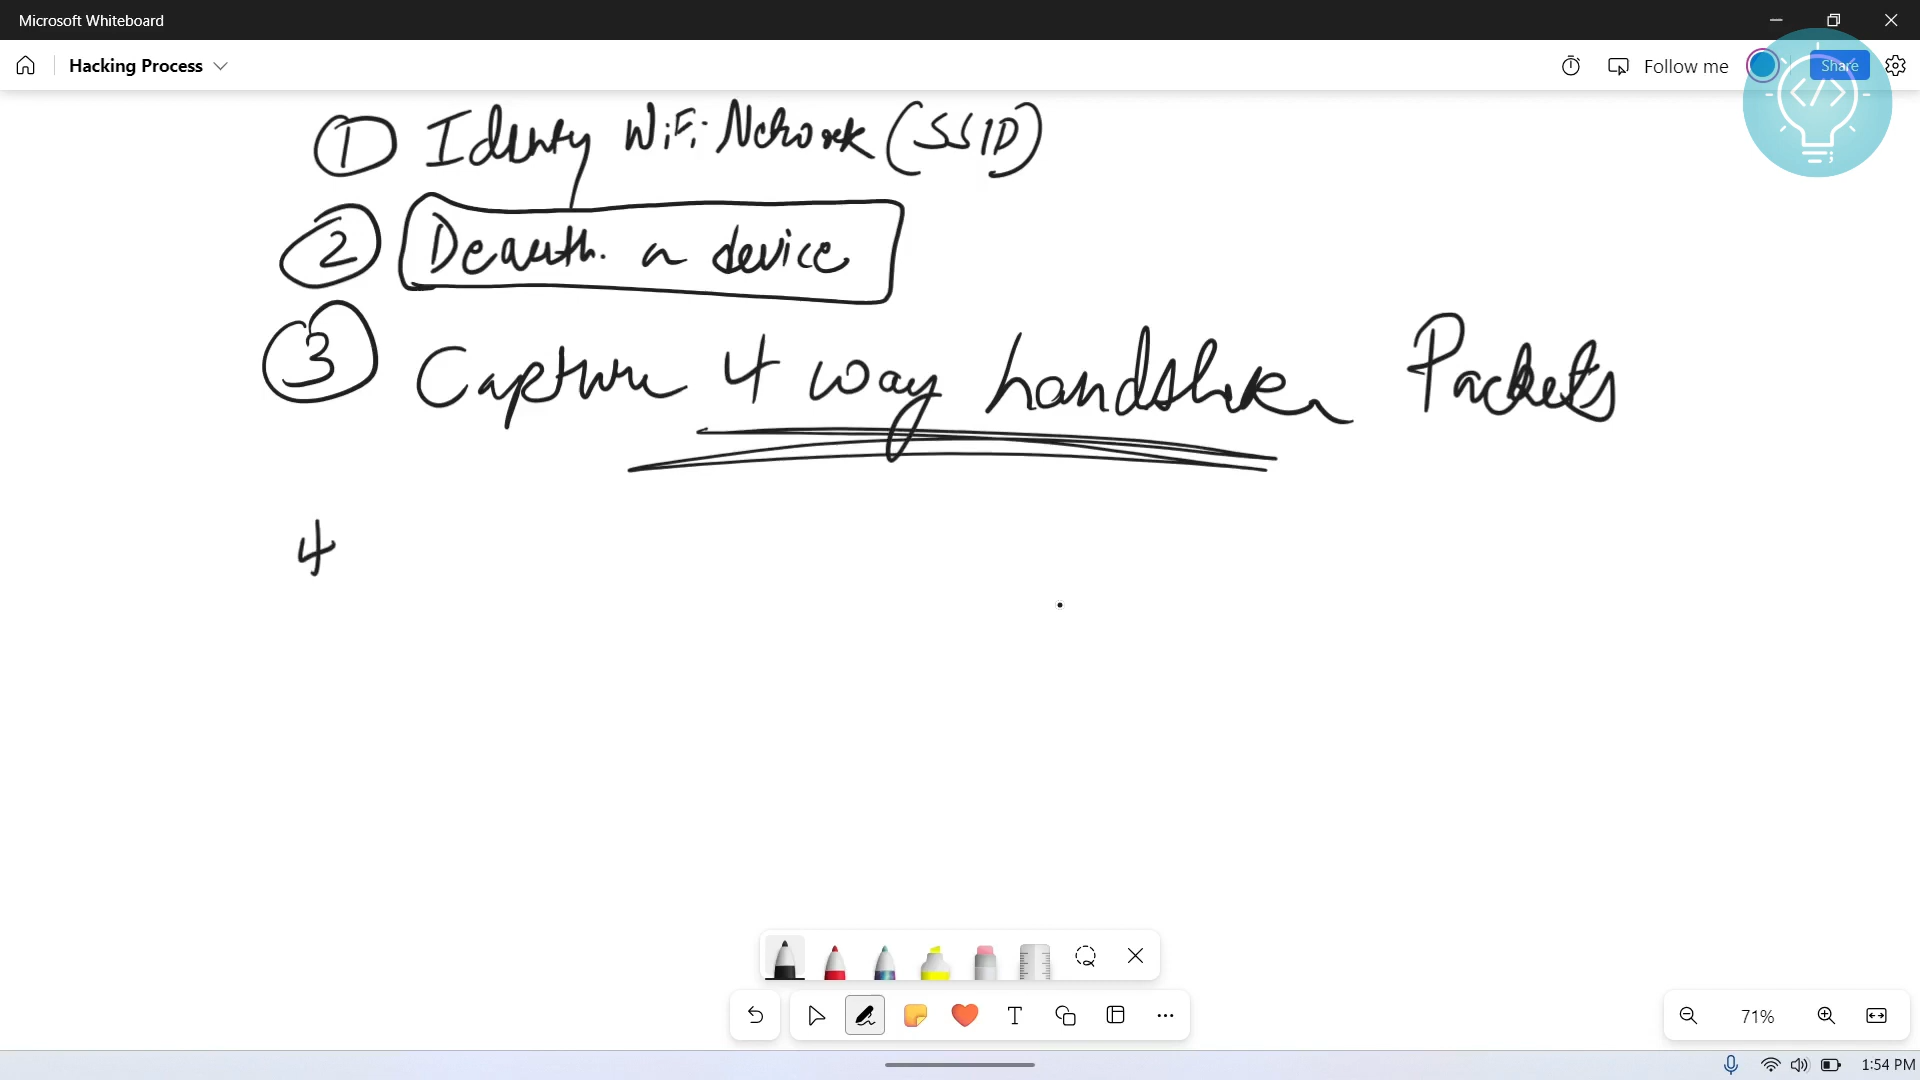 Microsoft Whiteboard
Hacking Process
Follow me
Share
</>
① Identy WiFi Network (SSID)
② Deauth. a device
③ Capture 4 way handshake Packets
4
71%
1:54 PM